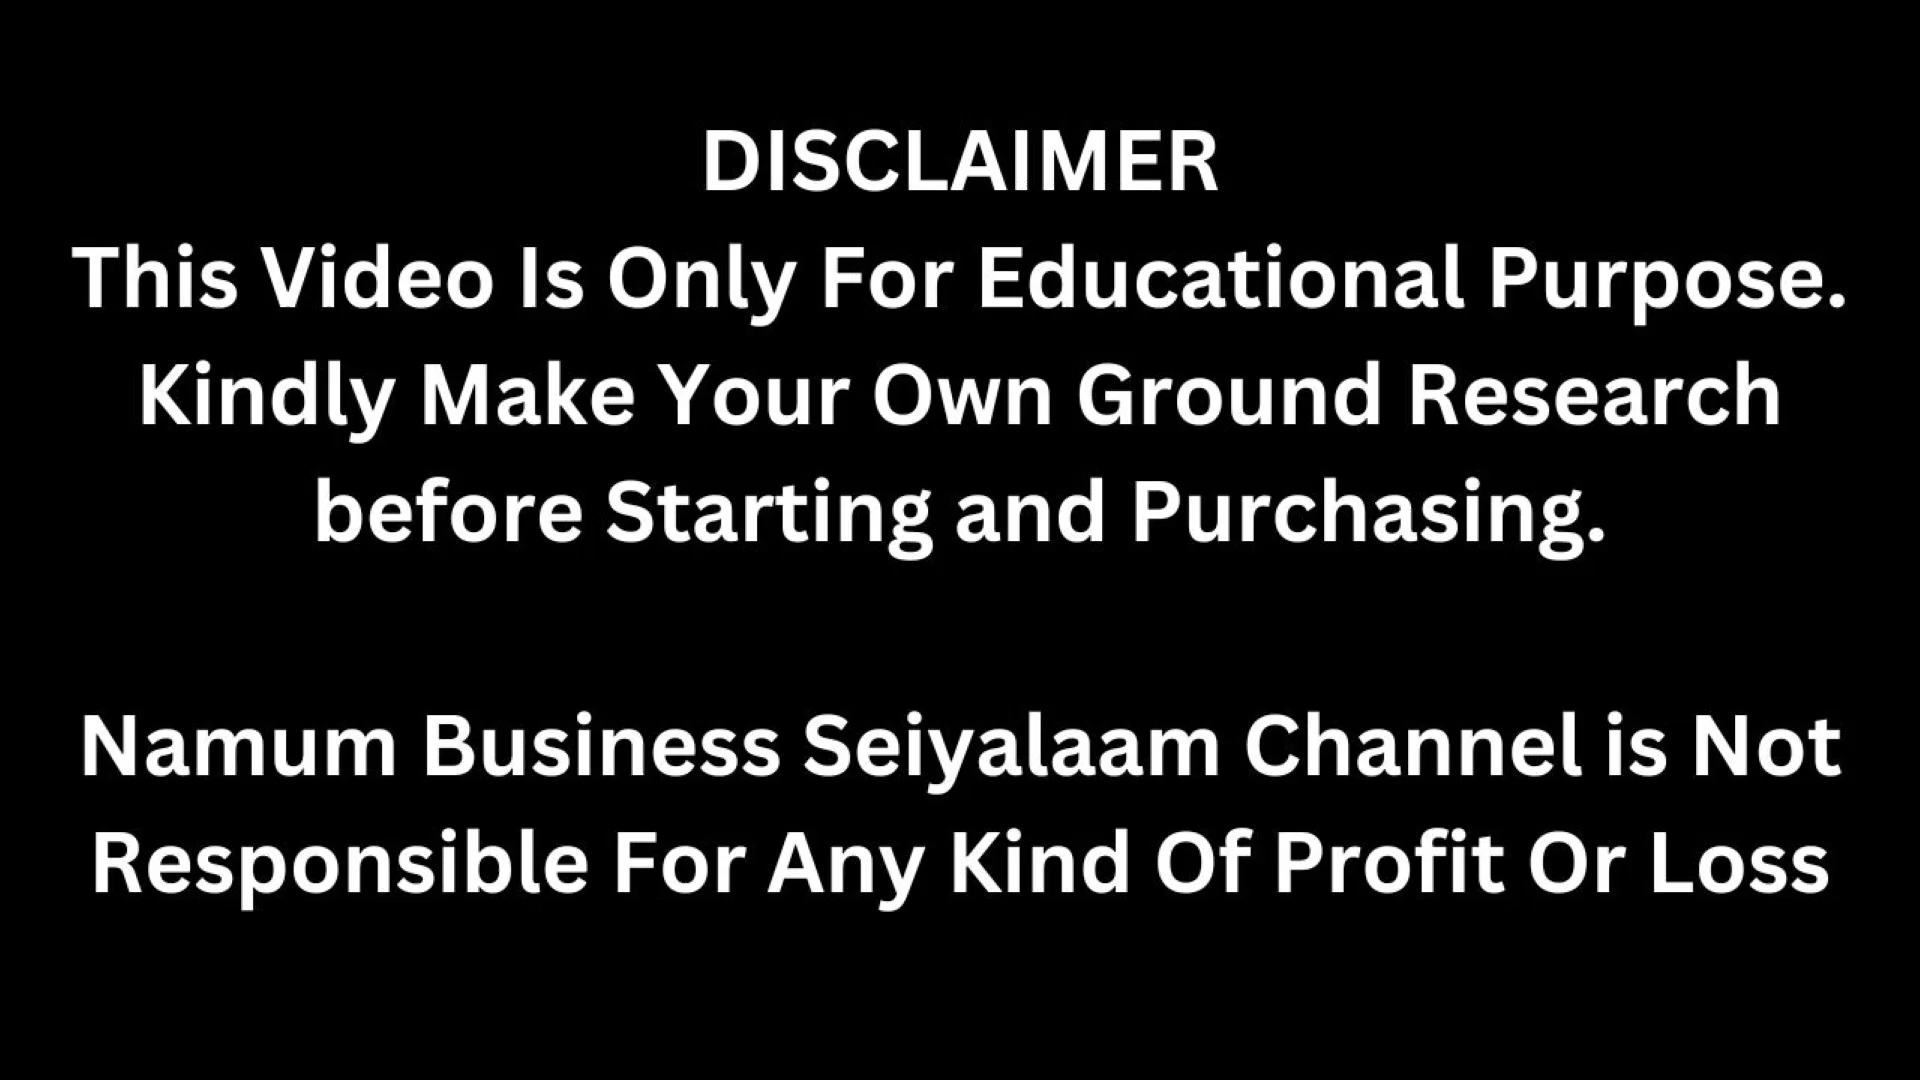 DISCLAIMER
This Video Is Only For Educational Purpose.
Kindly Make Your Own Ground Research
before Starting and Purchasing.
Namum Business Seiyalaam Channel is Not
Responsible For Any Kind Of Profit Or Loss